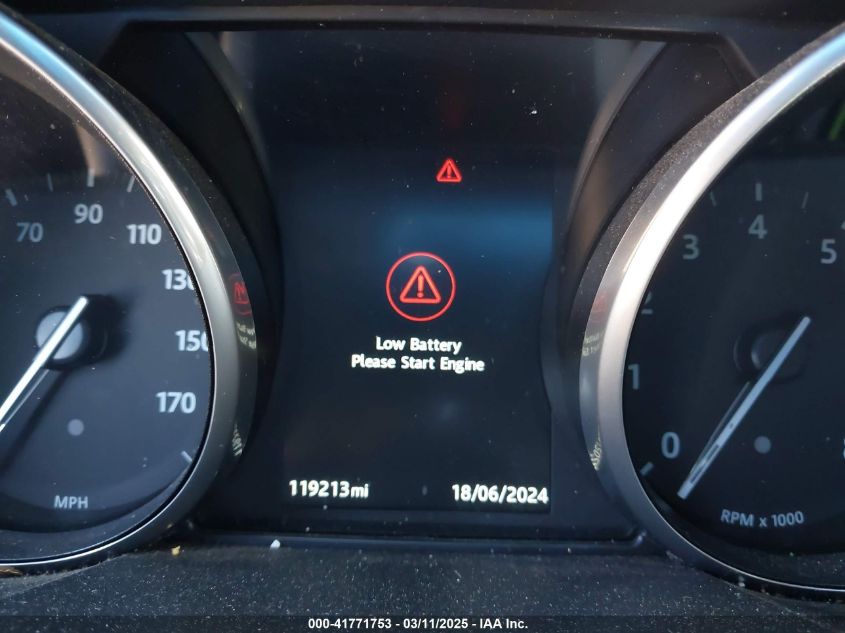 70
90
110
130
150
170
MPH
Low Battery
Please Start Engine
119213mi
18/06/2024
0
1
2
3
4
5
RPM x 1000
000-41771753 - 03/11/2025 - IAA Inc.